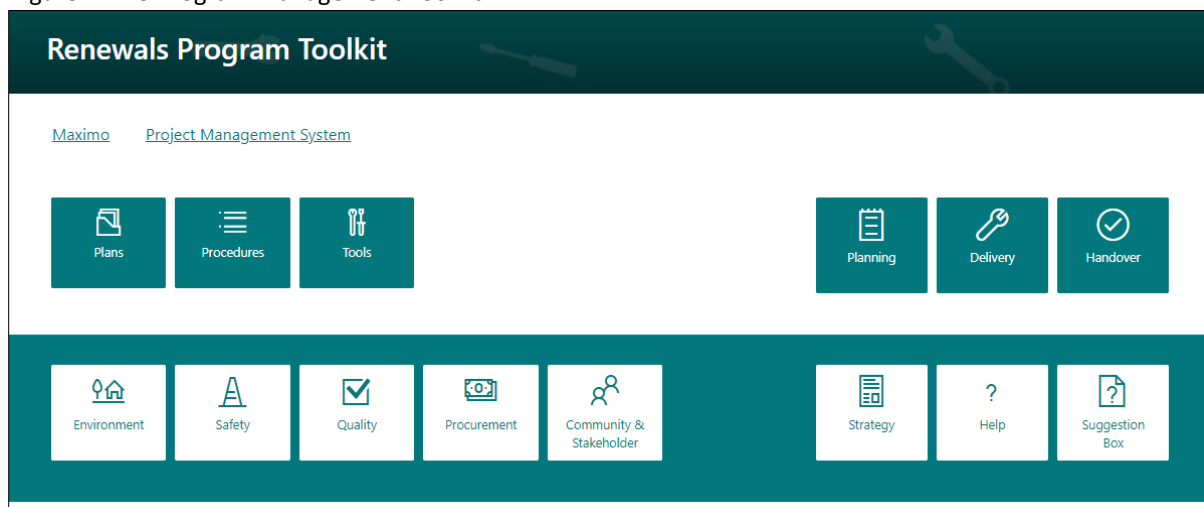 Renewals Program Toolkit
Maximo Project Management System
Plans Procedures Tools Planning Delivery Handover
Environment Safety Quality Procurement Community & Stakeholder Strategy Help Suggestion Box